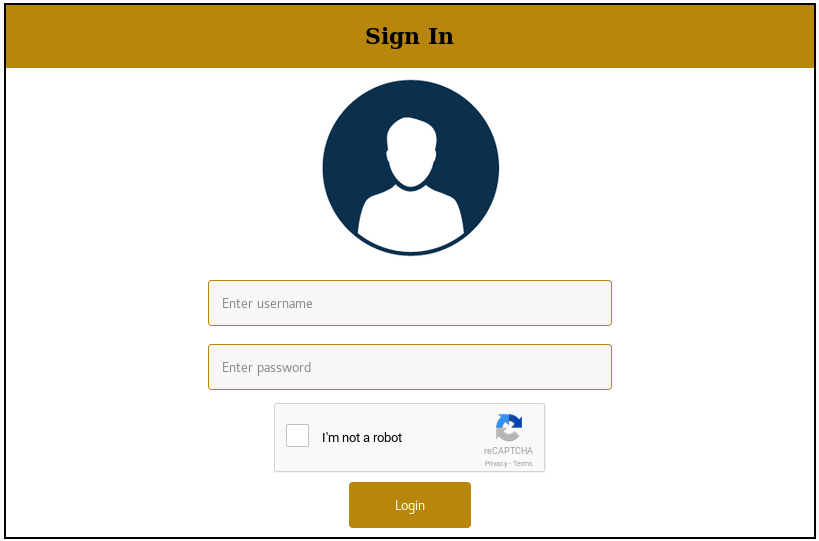 Sign In
Enter username
Enter password
I'm not a robot
reCAPTCHA
Privacy - Terms
Login